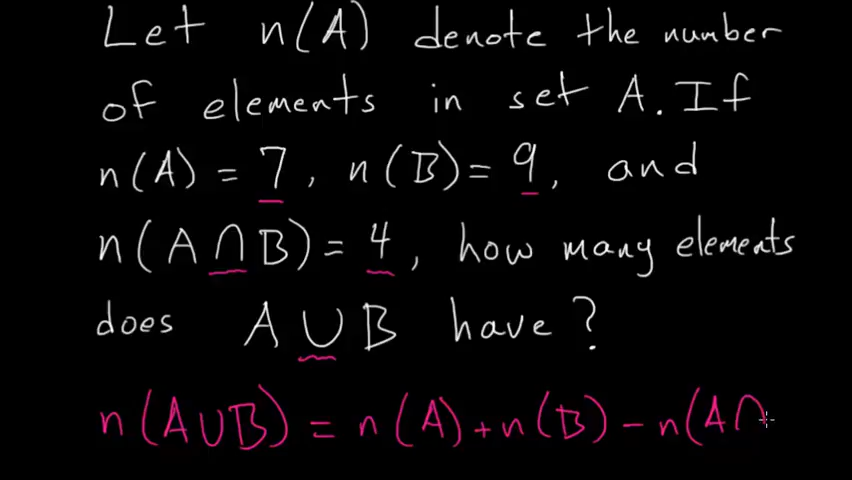 Let n(A) denote the number
of elements in set A. If
n(A) = 7, n(B) = 9, and
n(A∩B) = 4, how many elements
does A∪B have?
n(A∪B) = n(A) + n(B) − n(A∩